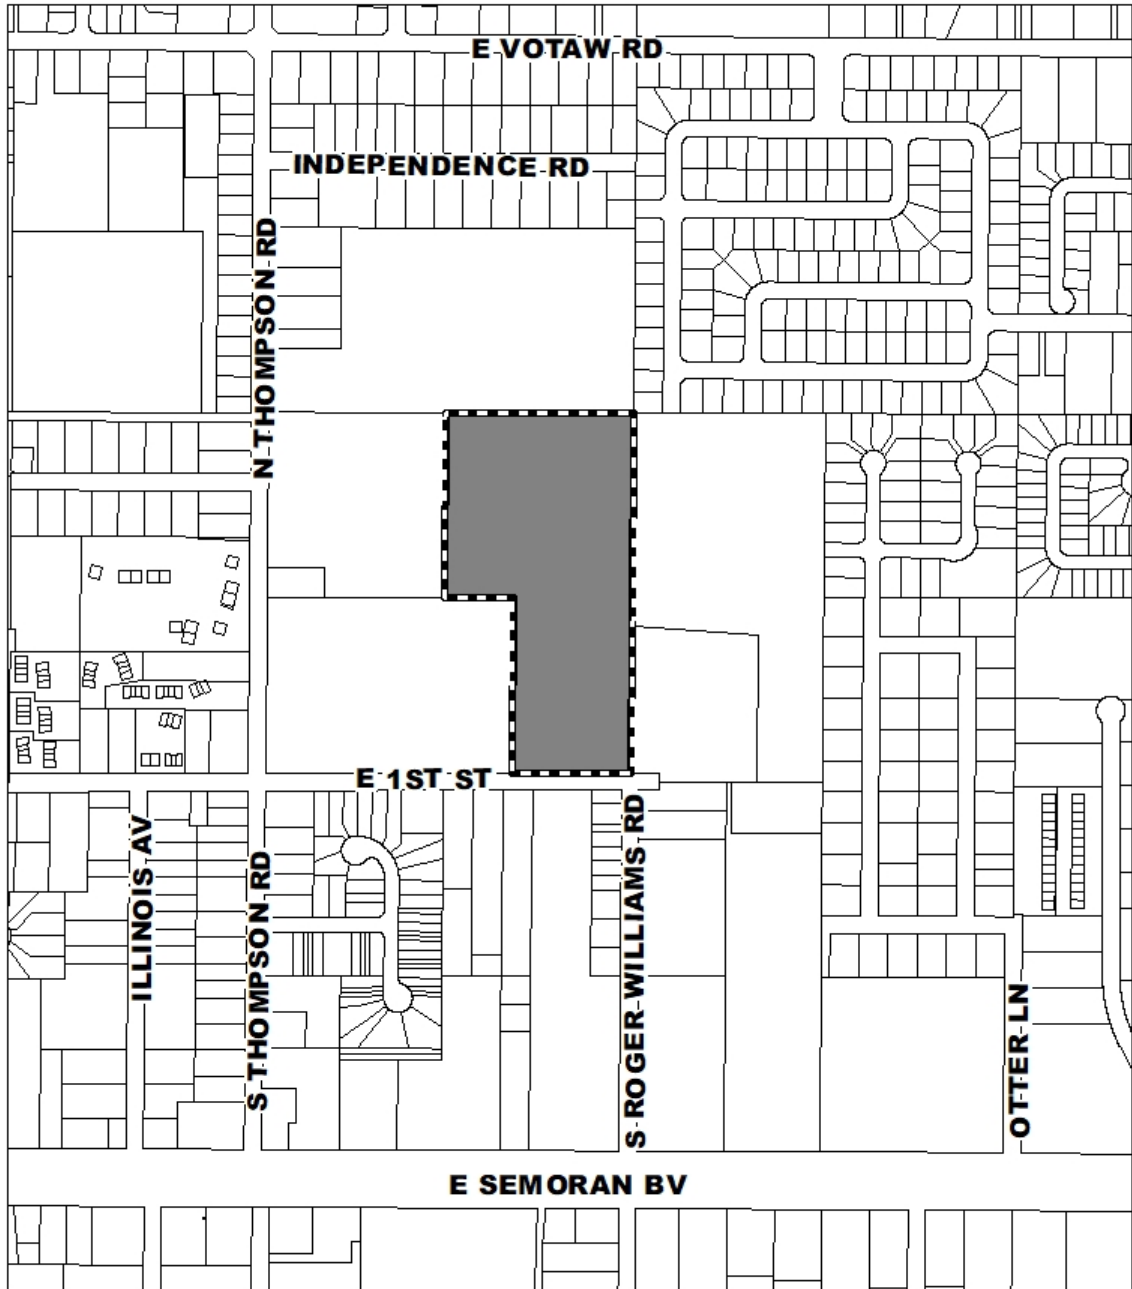 E VOTAW RD
INDEPENDENCE RD
N THOMPSON RD
E 1ST ST
ILLINOIS AV
S THOMPSON RD
S ROGER WILLIAMS RD
OTTER LN
E SEMORAN BV